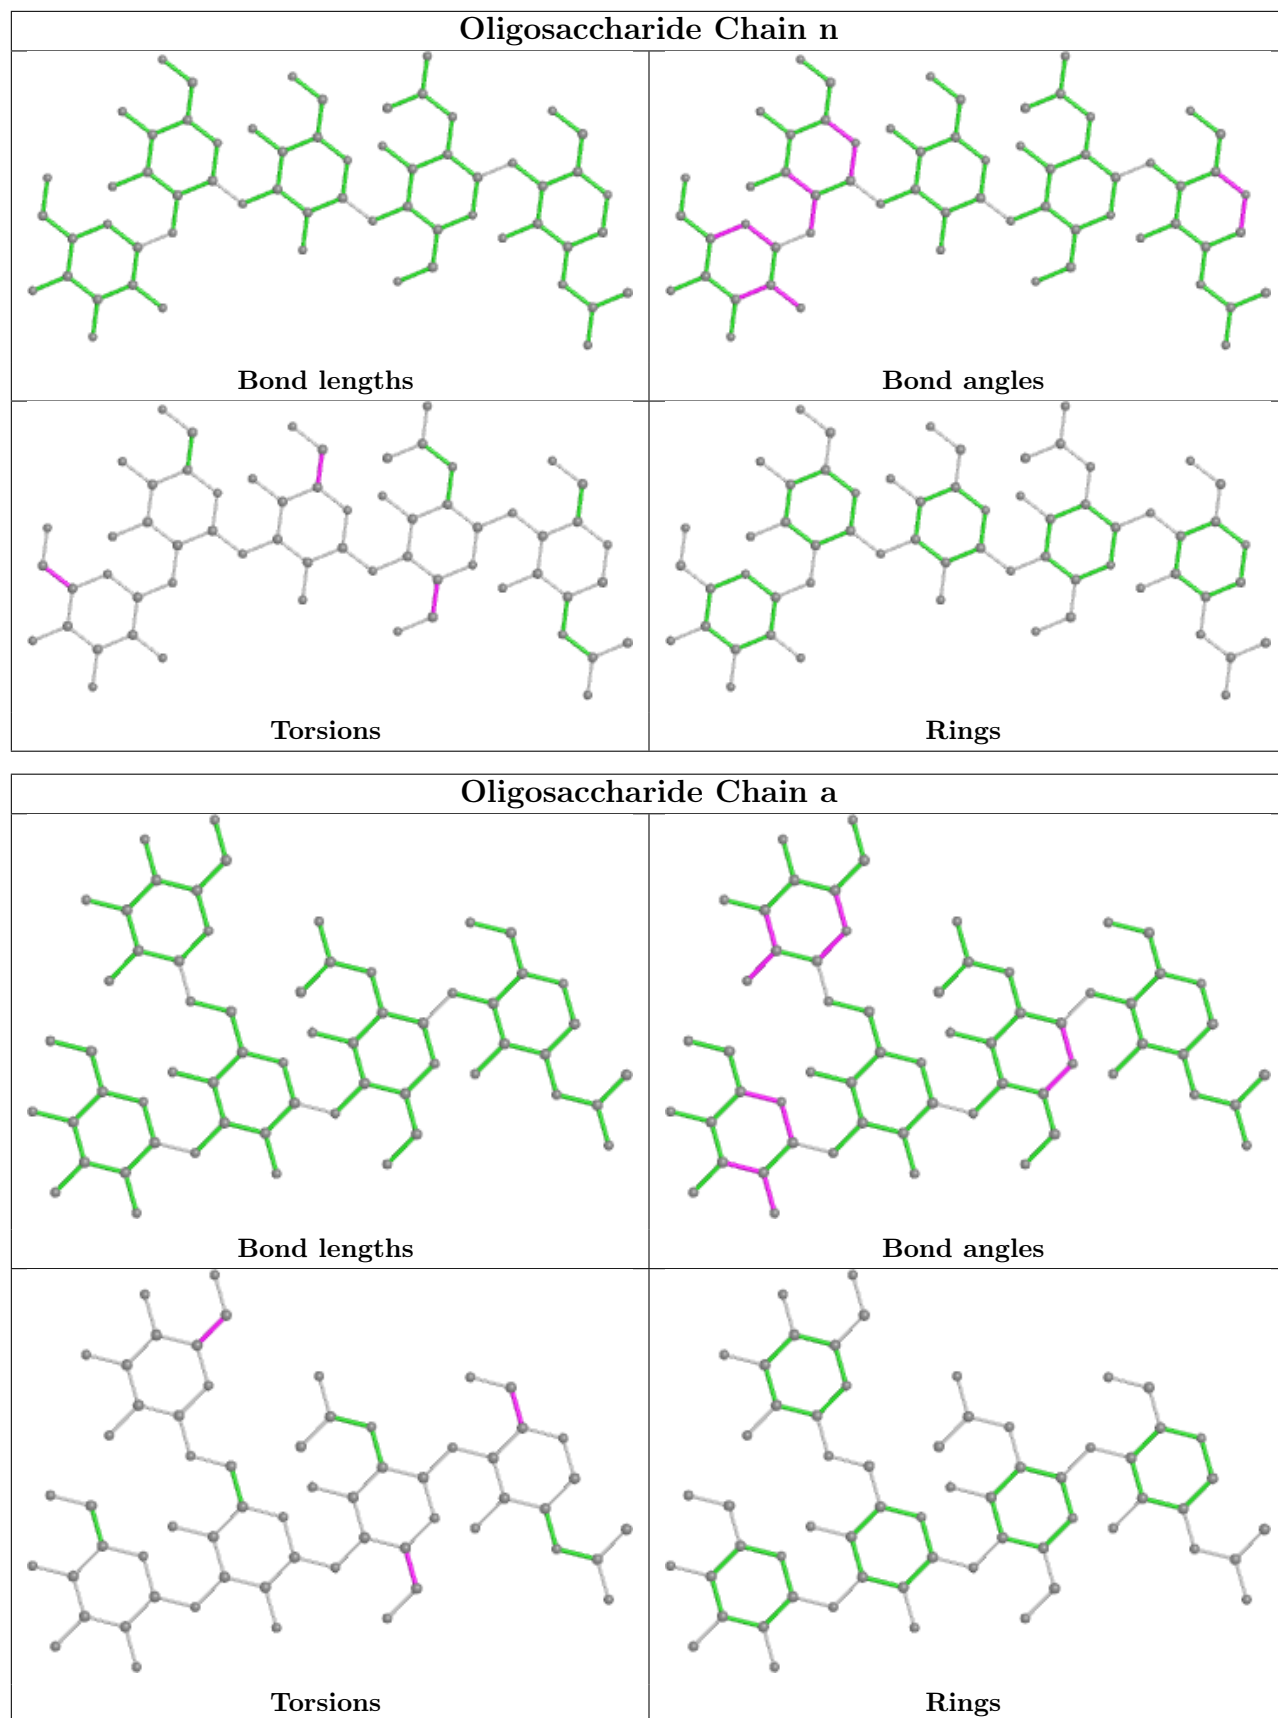 Oligosaccharide Chain n
Bond lengths
Bond angles
Torsions
Rings
Oligosaccharide Chain a
Bond lengths
Bond angles
Torsions
Rings